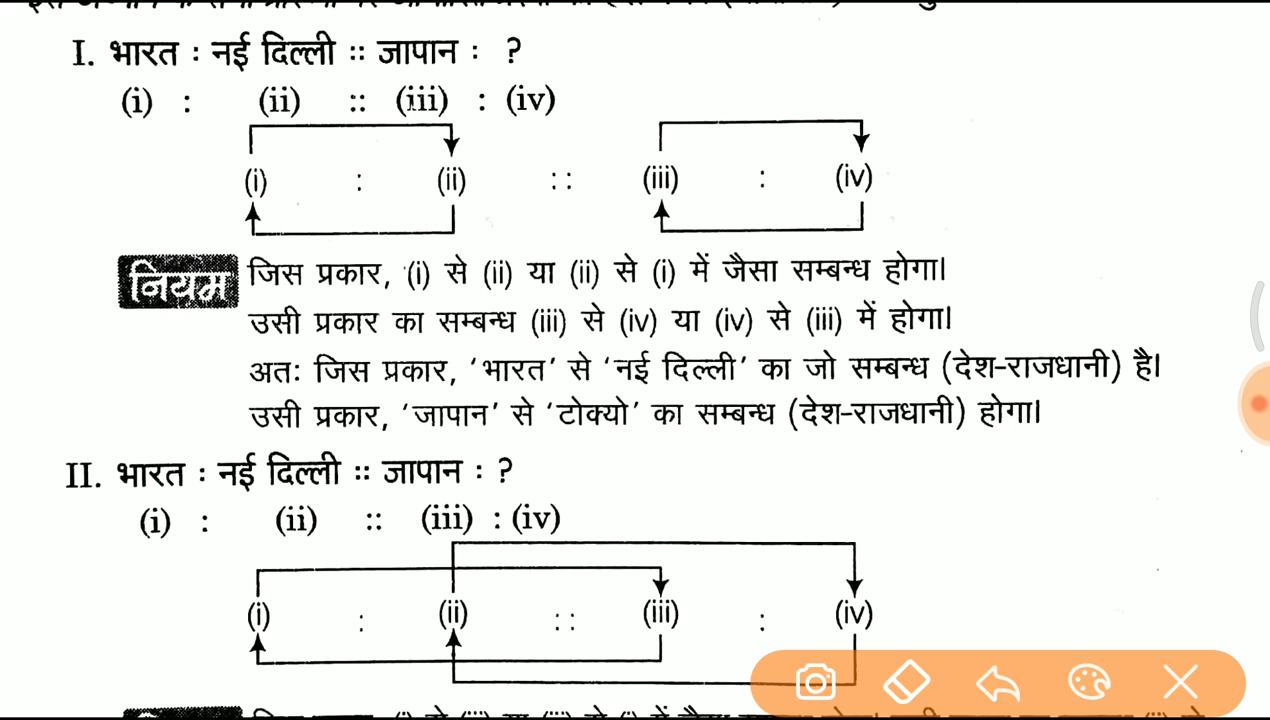 I. भारत : नई दिल्ली :: जापान : ?
(i) : (ii) :: (iii) : (iv)
(i) : (ii) :: (iii) : (iv)
नियम जिस प्रकार, (i) से (ii) या (ii) से (i) में जैसा सम्बन्ध होगा।
उसी प्रकार का सम्बन्ध (iii) से (iv) या (iv) से (iii) में होगा।
अतः जिस प्रकार, ‘भारत’ से ‘नई दिल्ली’ का जो सम्बन्ध (देश-राजधानी) है।
उसी प्रकार, ‘जापान’ से ‘टोक्यो’ का सम्बन्ध (देश-राजधानी) होगा।
II. भारत : नई दिल्ली :: जापान : ?
(i) : (ii) :: (iii) : (iv)
(i) : (ii) :: (iii) : (iv)